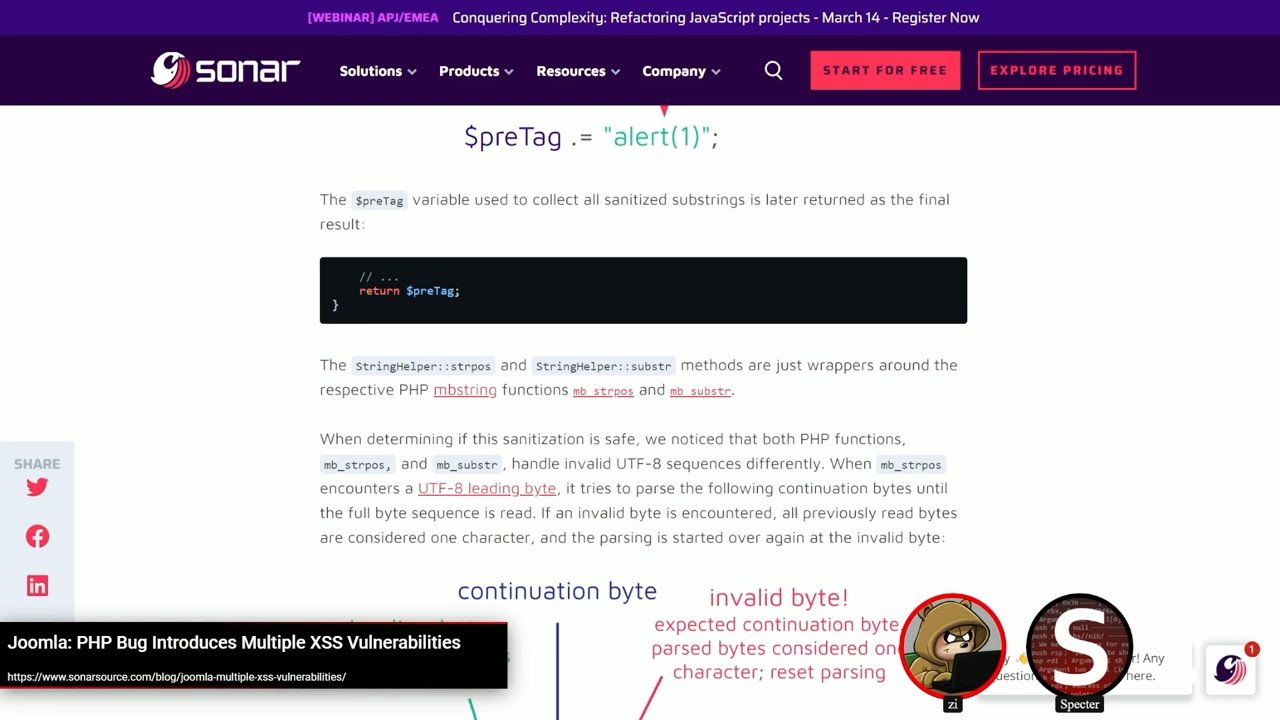 [WEBINAR] APJ/EMEA Conquering Complexity: Refactoring JavaScript projects - March 14 - Register Now
sonar Solutions Products Resources Company START FOR FREE EXPLORE PRICING
$preTag .= "alert(1)";
The $preTag variable used to collect all sanitized substrings is later returned as the final
result:
// ...
return $preTag;
}
The StringHelper::strpos and StringHelper::substr methods are just wrappers around the
respective PHP mbstring functions mb_strpos and mb_substr.
When determining if this sanitization is safe, we noticed that both PHP functions,
mb_strpos, and mb_substr, handle invalid UTF-8 sequences differently. When mb_strpos
encounters a UTF-8 leading byte, it tries to parse the following continuation bytes until
the full byte sequence is read. If an invalid byte is encountered, all previously read bytes
are considered one character, and the parsing is started over again at the invalid byte:
SHARE
continuation byte
invalid byte!
expected continuation byte
parsed bytes considered one
character; reset parsing
Joomla: PHP Bug Introduces Multiple XSS Vulnerabilities
https://www.sonarsource.com/blog/joomla-multiple-xss-vulnerabilities/
zi
S
Specter
Any
1